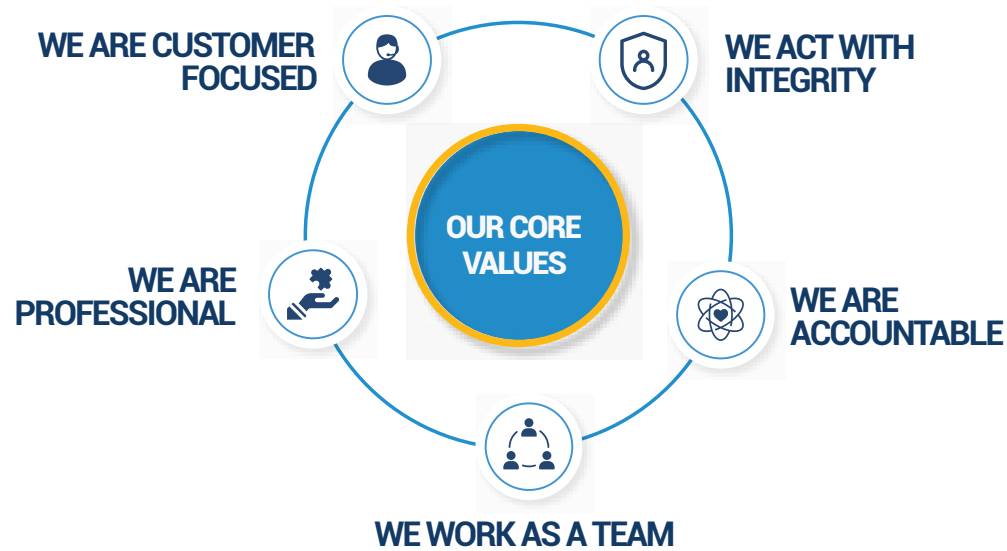 WE ARE CUSTOMER
FOCUSED
WE ACT WITH
INTEGRITY
OUR CORE
VALUES
WE ARE
PROFESSIONAL
WE ARE
ACCOUNTABLE
WE WORK AS A TEAM